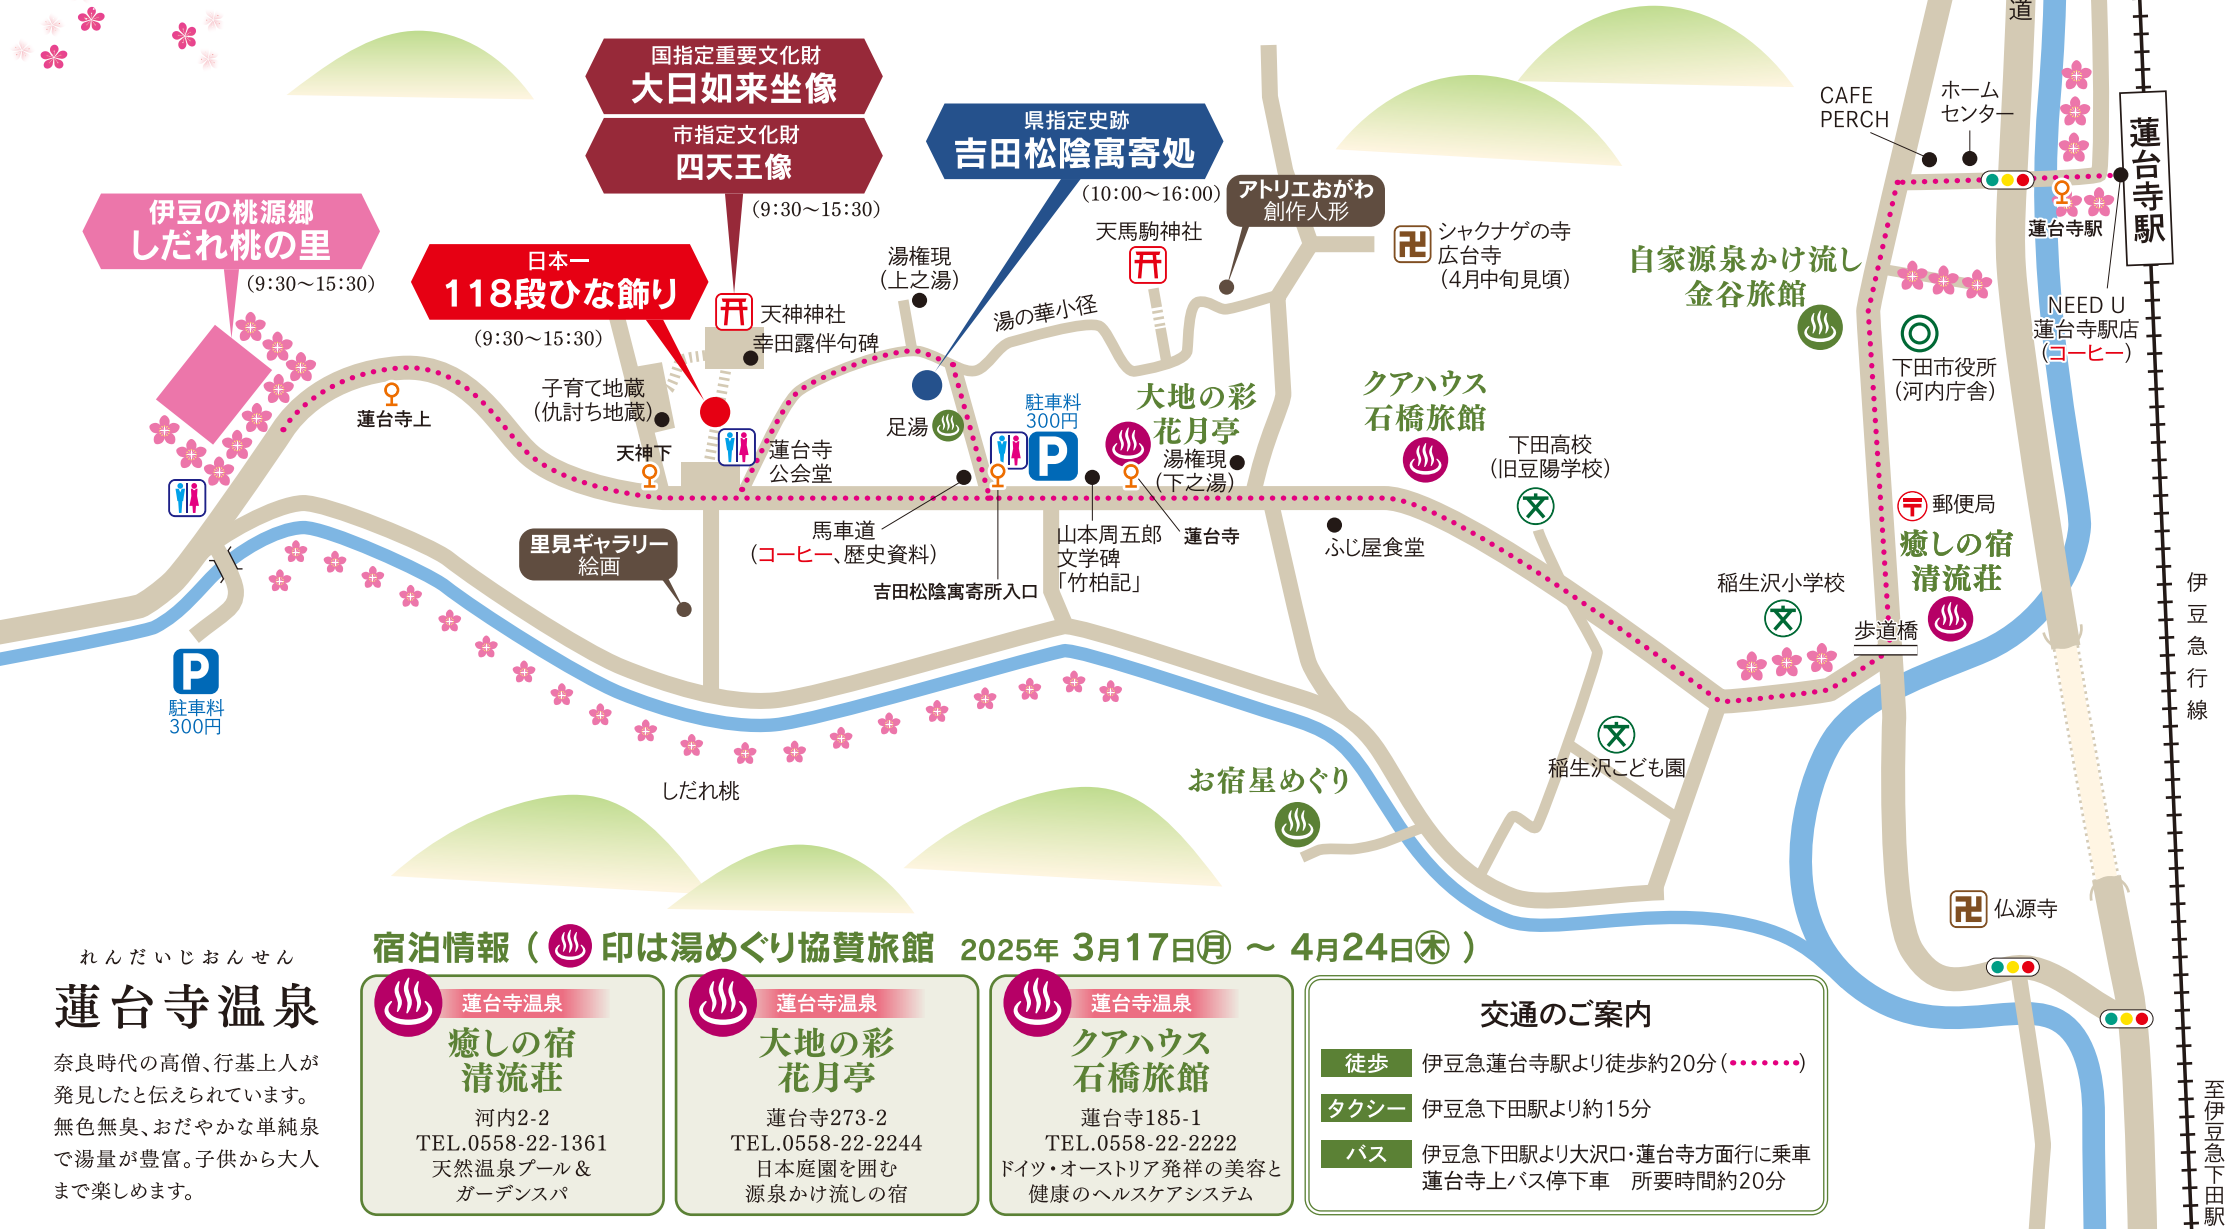 国指定重要文化財
大日如来坐像
市指定文化財
四天王像
(9:30〜15:30)
県指定史跡
吉田松陰寓寄処
(10:00〜16:00)
伊豆の桃源郷
しだれ桃の里
(9:30〜15:30)
日本一
118段ひな飾り
(9:30〜15:30)
天神神社
幸田露伴句碑
湯権現
(上之湯)
湯の華小径
天馬駒神社
アトリエおがわ
創作人形
シャクナゲの寺
広台寺
(4月中旬見頃)
道
CAFE
PERCH
ホーム
センター
蓮台寺駅
蓮台寺駅
NEED U
蓮台寺駅店
(コーヒー)
自家源泉かけ流し
金谷旅館
下田市役所
(河内庁舎)
蓮台寺上
子育て地蔵
(仇討ち地蔵)
天神下
蓮台寺
公会堂
足湯
駐車料
300円
P
大地の彩
花月亭
湯権現
(下之湯)
クアハウス
石橋旅館
下田高校
(旧豆陽学校)
文
郵便局
癒しの宿
清流荘
里見ギャラリー
絵画
馬車道
(コーヒー、歴史資料)
吉田松陰寓寄所入口
山本周五郎
文学碑
「竹柏記」
蓮台寺
ふじ屋食堂
稲生沢小学校
文
歩道橋
伊豆急行線
P
駐車料
300円
しだれ桃
お宿星めぐり
文
稲生沢こども園
仏源寺
至伊豆急下田駅
れんだいじおんせん
蓮台寺温泉
奈良時代の高僧、行基上人が
発見したと伝えられています。
無色無臭、おだやかな単純泉
で湯量が豊富。子供から大人
まで楽しめます。
宿泊情報 ( 印は湯めぐり協賛旅館 2025年 3月17日㊊ 〜 4月24日㊍ )
蓮台寺温泉
癒しの宿
清流荘
河内2-2
TEL.0558-22-1361
天然温泉プール&
ガーデンスパ
蓮台寺温泉
大地の彩
花月亭
蓮台寺273-2
TEL.0558-22-2244
日本庭園を囲む
源泉かけ流しの宿
蓮台寺温泉
クアハウス
石橋旅館
蓮台寺185-1
TEL.0558-22-2222
ドイツ・オーストリア発祥の美容と
健康のヘルスケアシステム
交通のご案内
徒歩 伊豆急蓮台寺駅より徒歩約20分(•••••••)
タクシー 伊豆急下田駅より約15分
バス 伊豆急下田駅より大沢口・蓮台寺方面行に乗車
蓮台寺上バス停下車 所要時間約20分